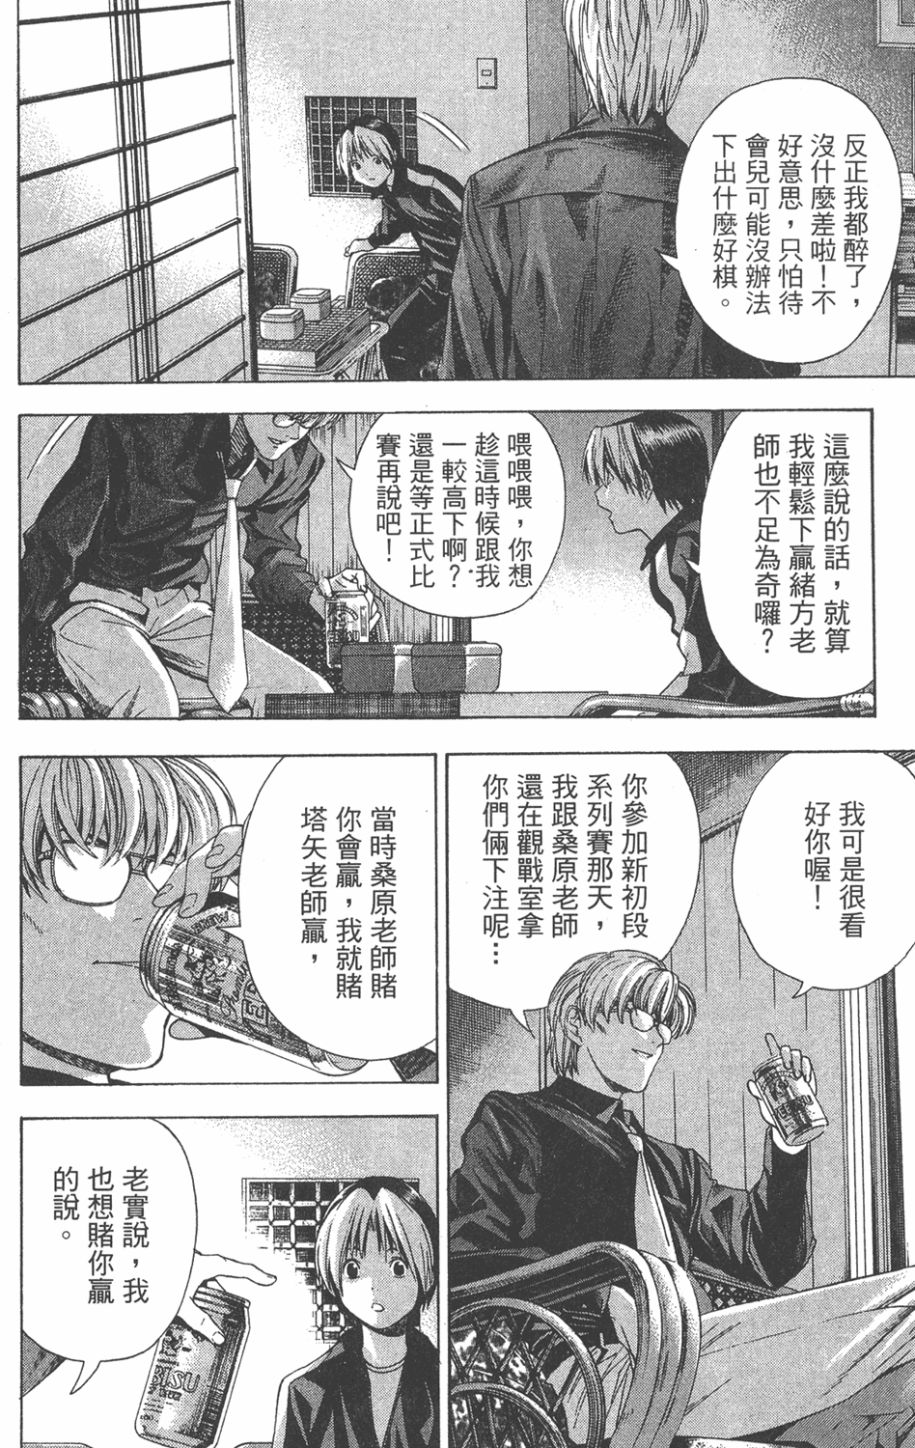 反正我都醉了，
沒什麼差啦！不
好意思，只怕待
會兒可能沒辦法
下出什麼好棋。
這麼說的話，就算
我輕鬆下贏緒方老
師也不足為奇囉？
喂喂喂，你想
趁這時候跟我
一較高下啊？
還是等正式比
賽再說吧！
我可是很看
好你喔！
你參加新初段
系列賽那天，
我跟桑原老師
還在觀戰室拿
你們倆下注呢…
當時桑原老師賭
你會贏，我就賭
塔矢老師贏，
老實說，我
也想賭你贏
的說。